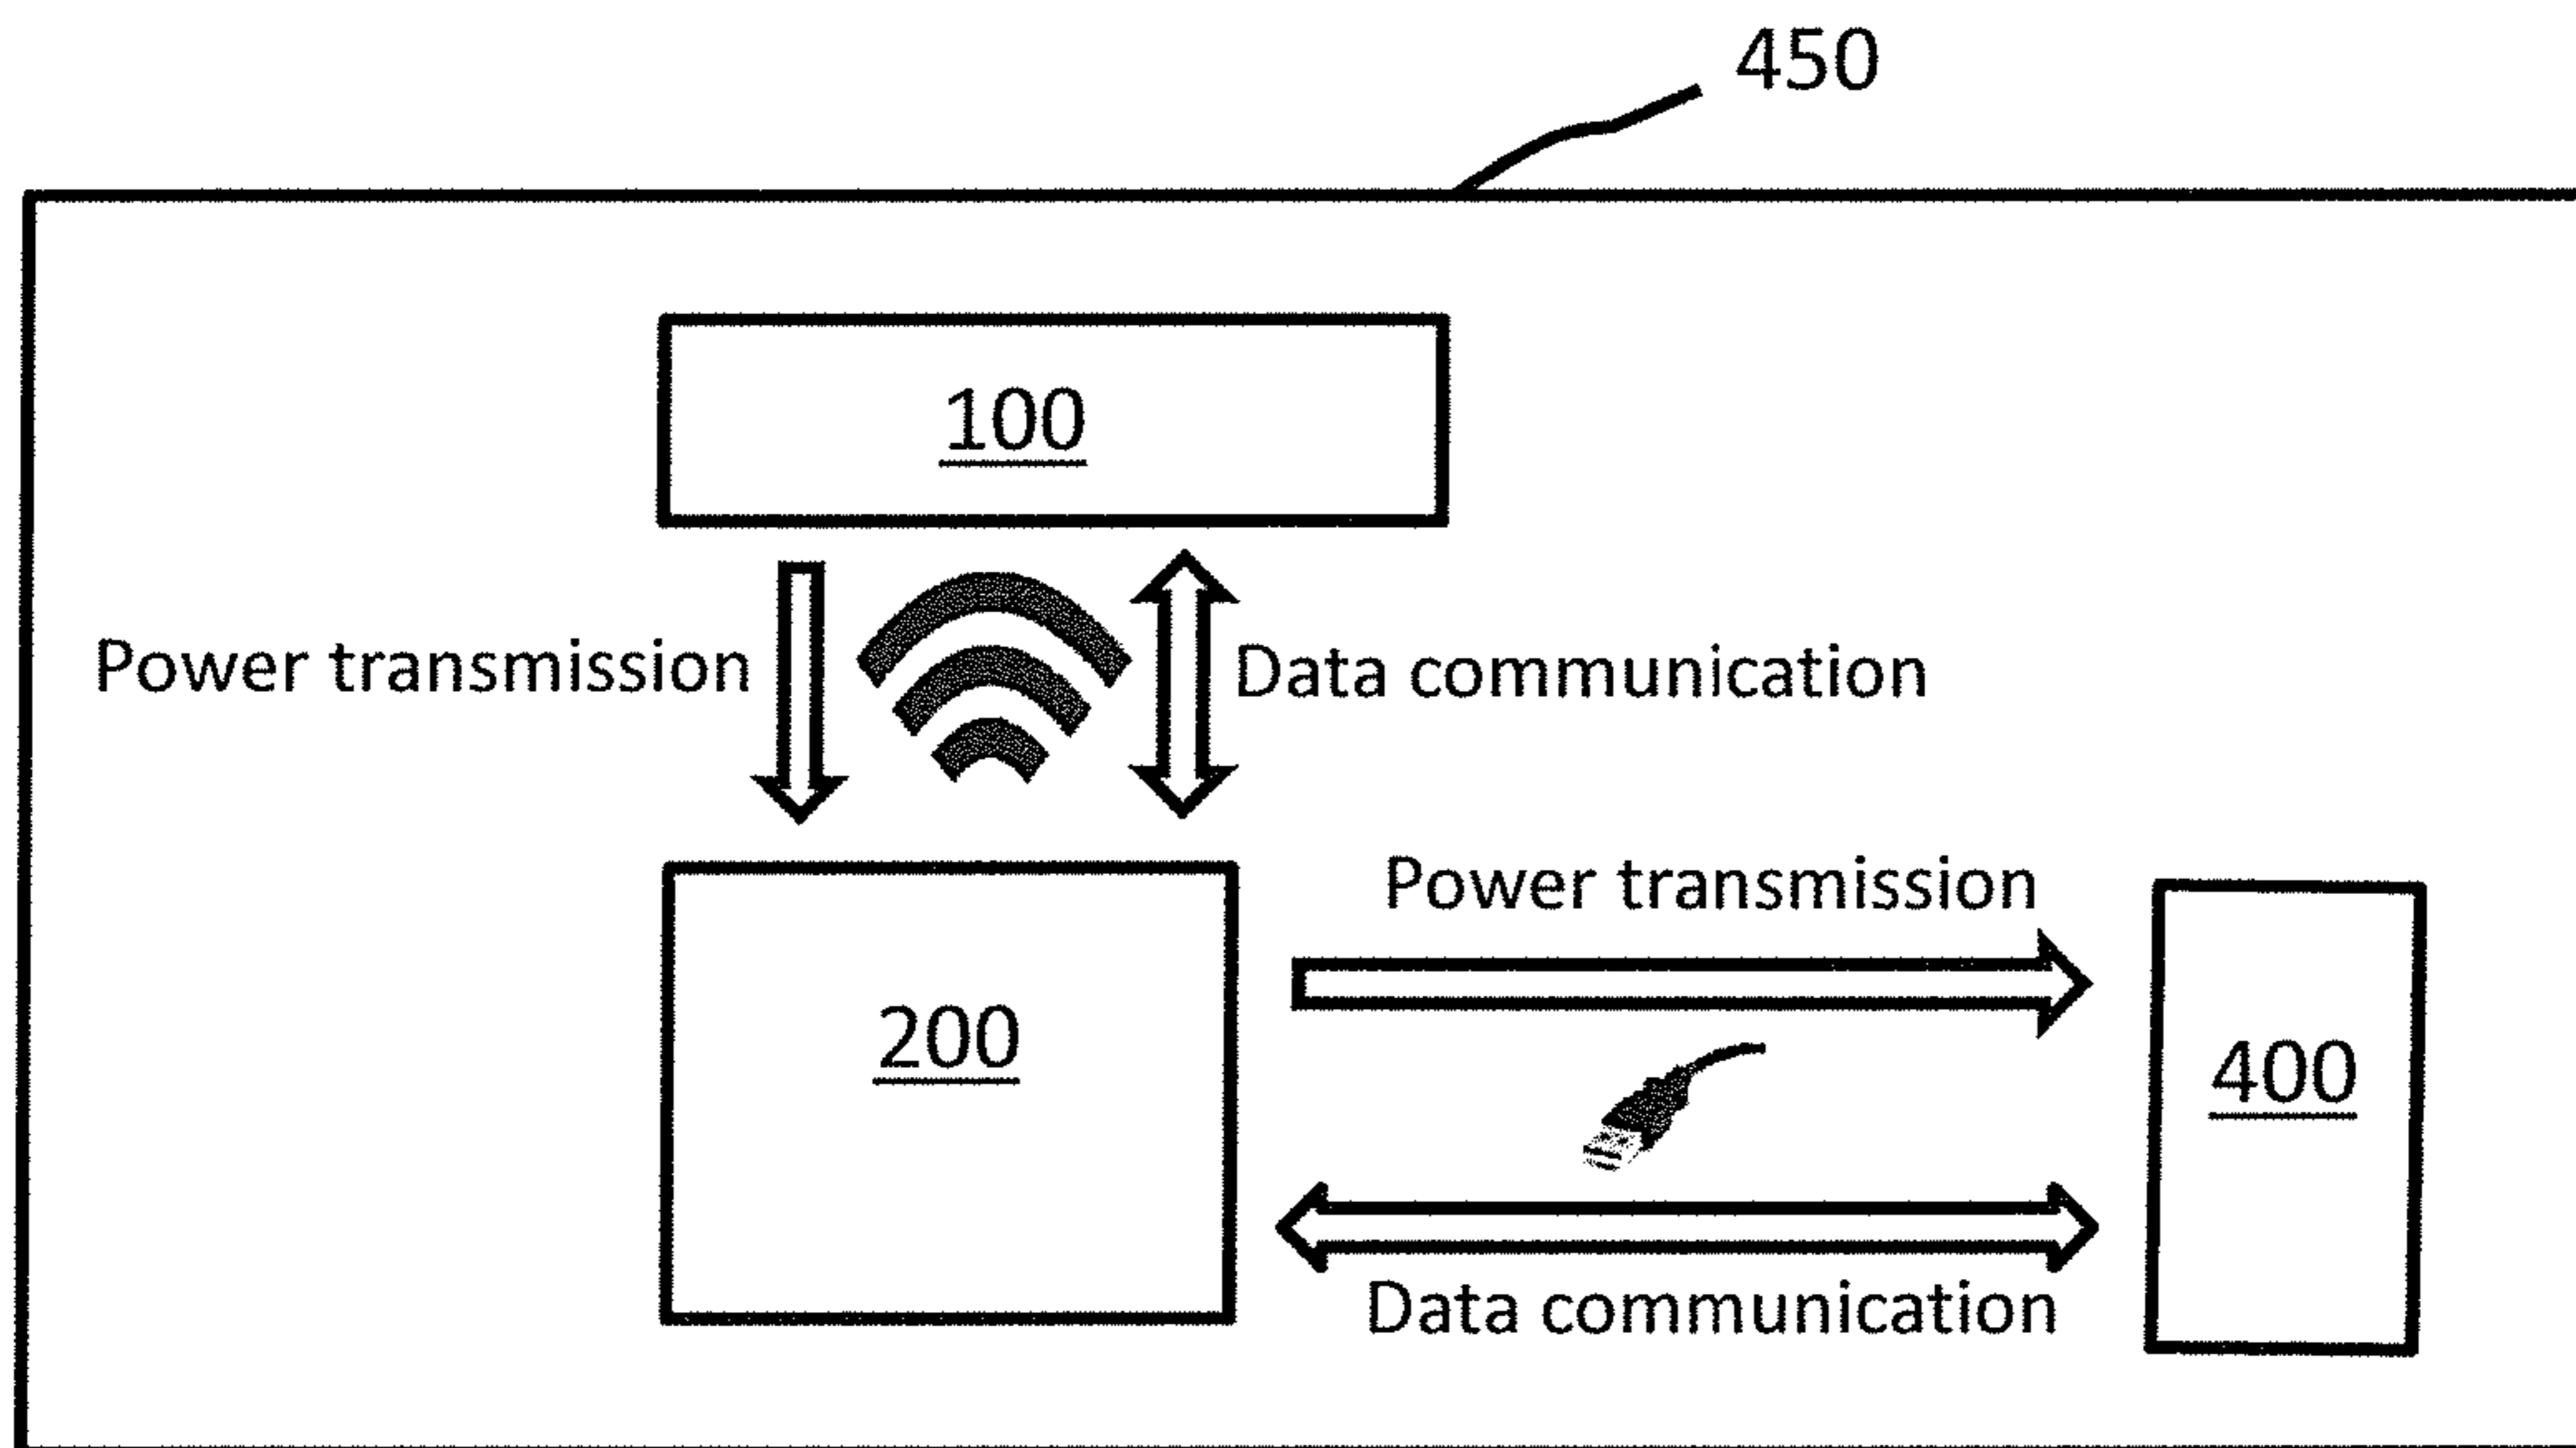 450
100
Power transmission
Data communication
Power transmission
200
400
Data communication